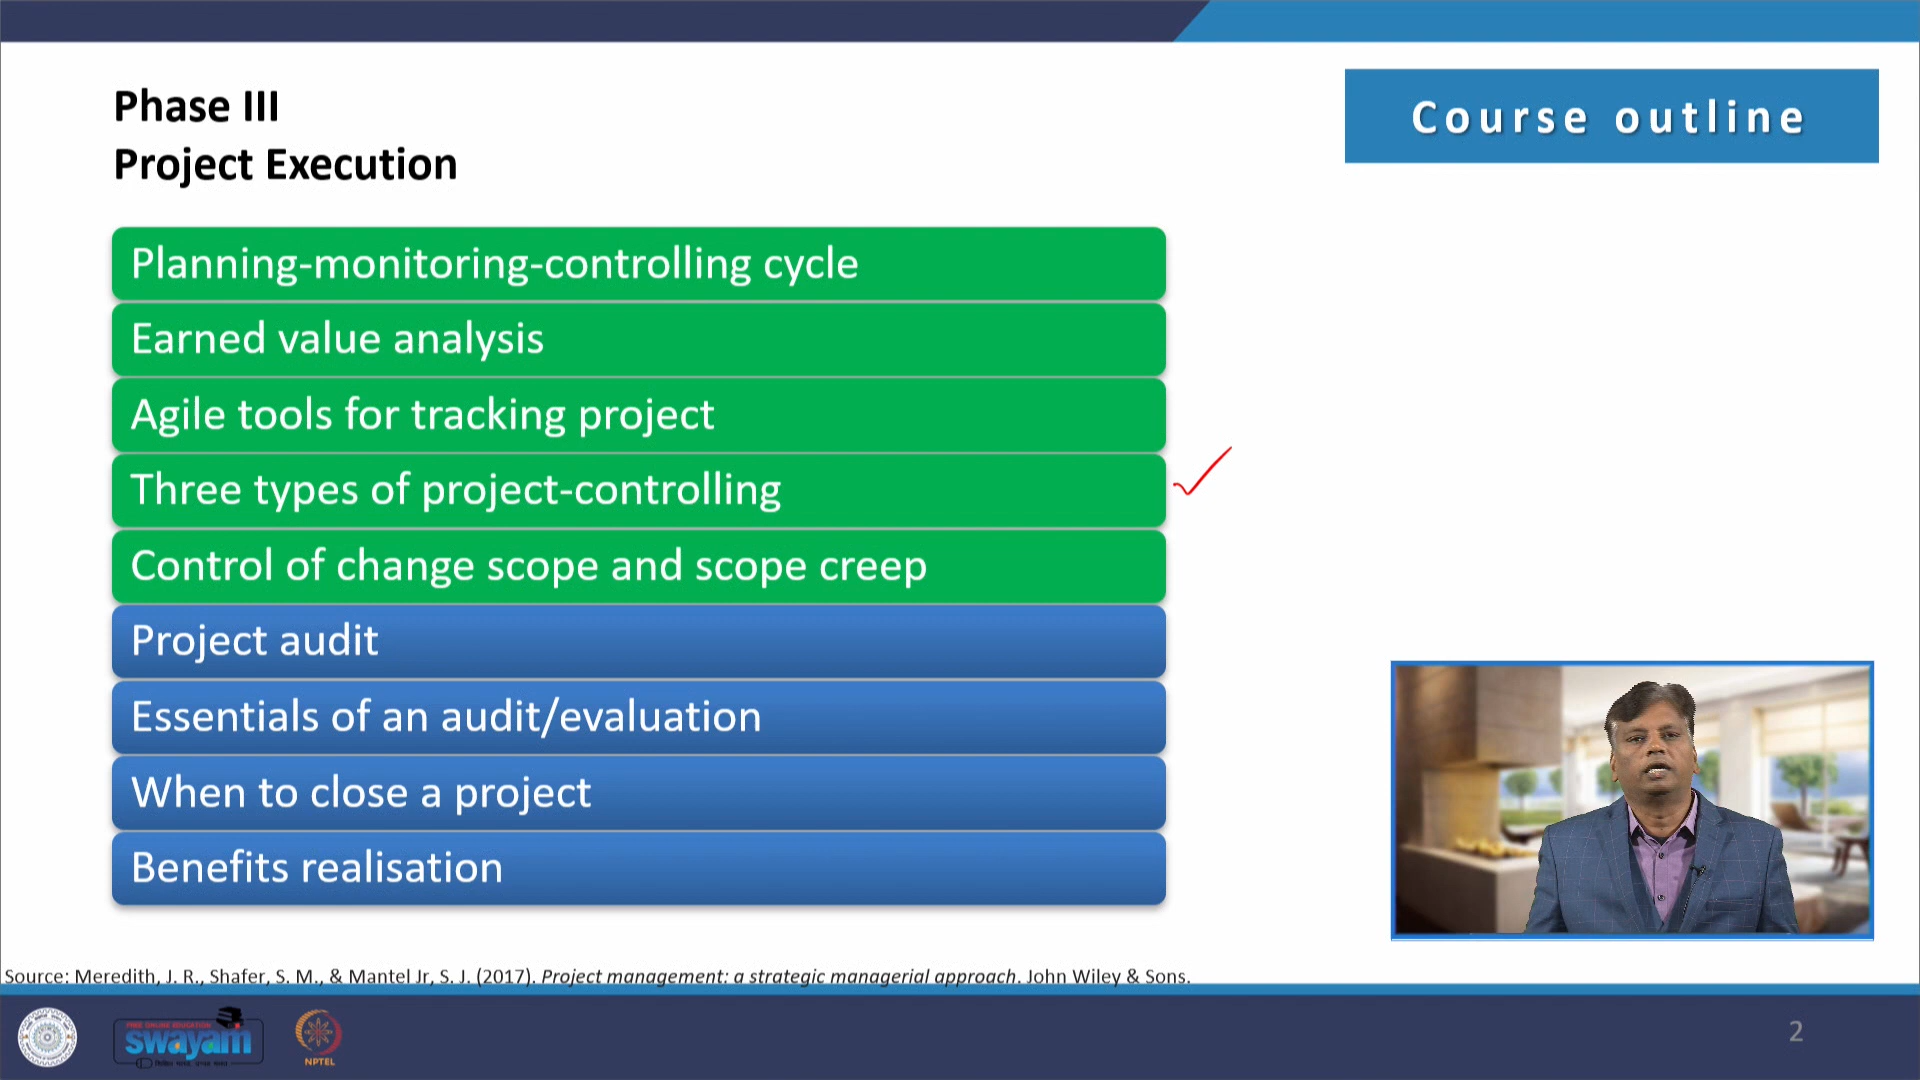 Phase III
Project Execution
Course outline
Planning-monitoring-controlling cycle
Earned value analysis
Agile tools for tracking project
Three types of project-controlling
Control of change scope and scope creep
Project audit
Essentials of an audit/evaluation
When to close a project
Benefits realisation
Source: Meredith, J. R., Shafer, S. M., & Mantel Jr, S. J. (2017). Project management: a strategic managerial approach. John Wiley & Sons.
FREE ONLINE EDUCATION
swayam
NPTEL
2